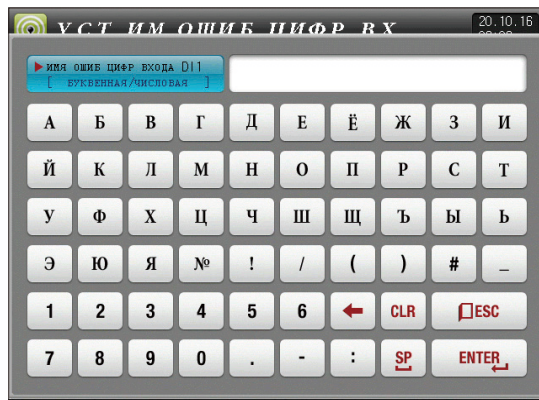 УСТ ИМ ОШИБ ЦИФР ВХ
20.10.16
ИМЯ ОШИБ ЦИФР ВХОДА DI1
[ БУКВЕННАЯ/ЧИСЛОВАЯ ]
А Б В Г Д Е Ё Ж З И
Й К Л М Н О П Р С Т
У Ф Х Ц Ч Ш Щ Ъ Ы Ь
Э Ю Я № ! / ( ) # _
1 2 3 4 5 6 ← CLR ESC
7 8 9 0 . - : SP ENTER